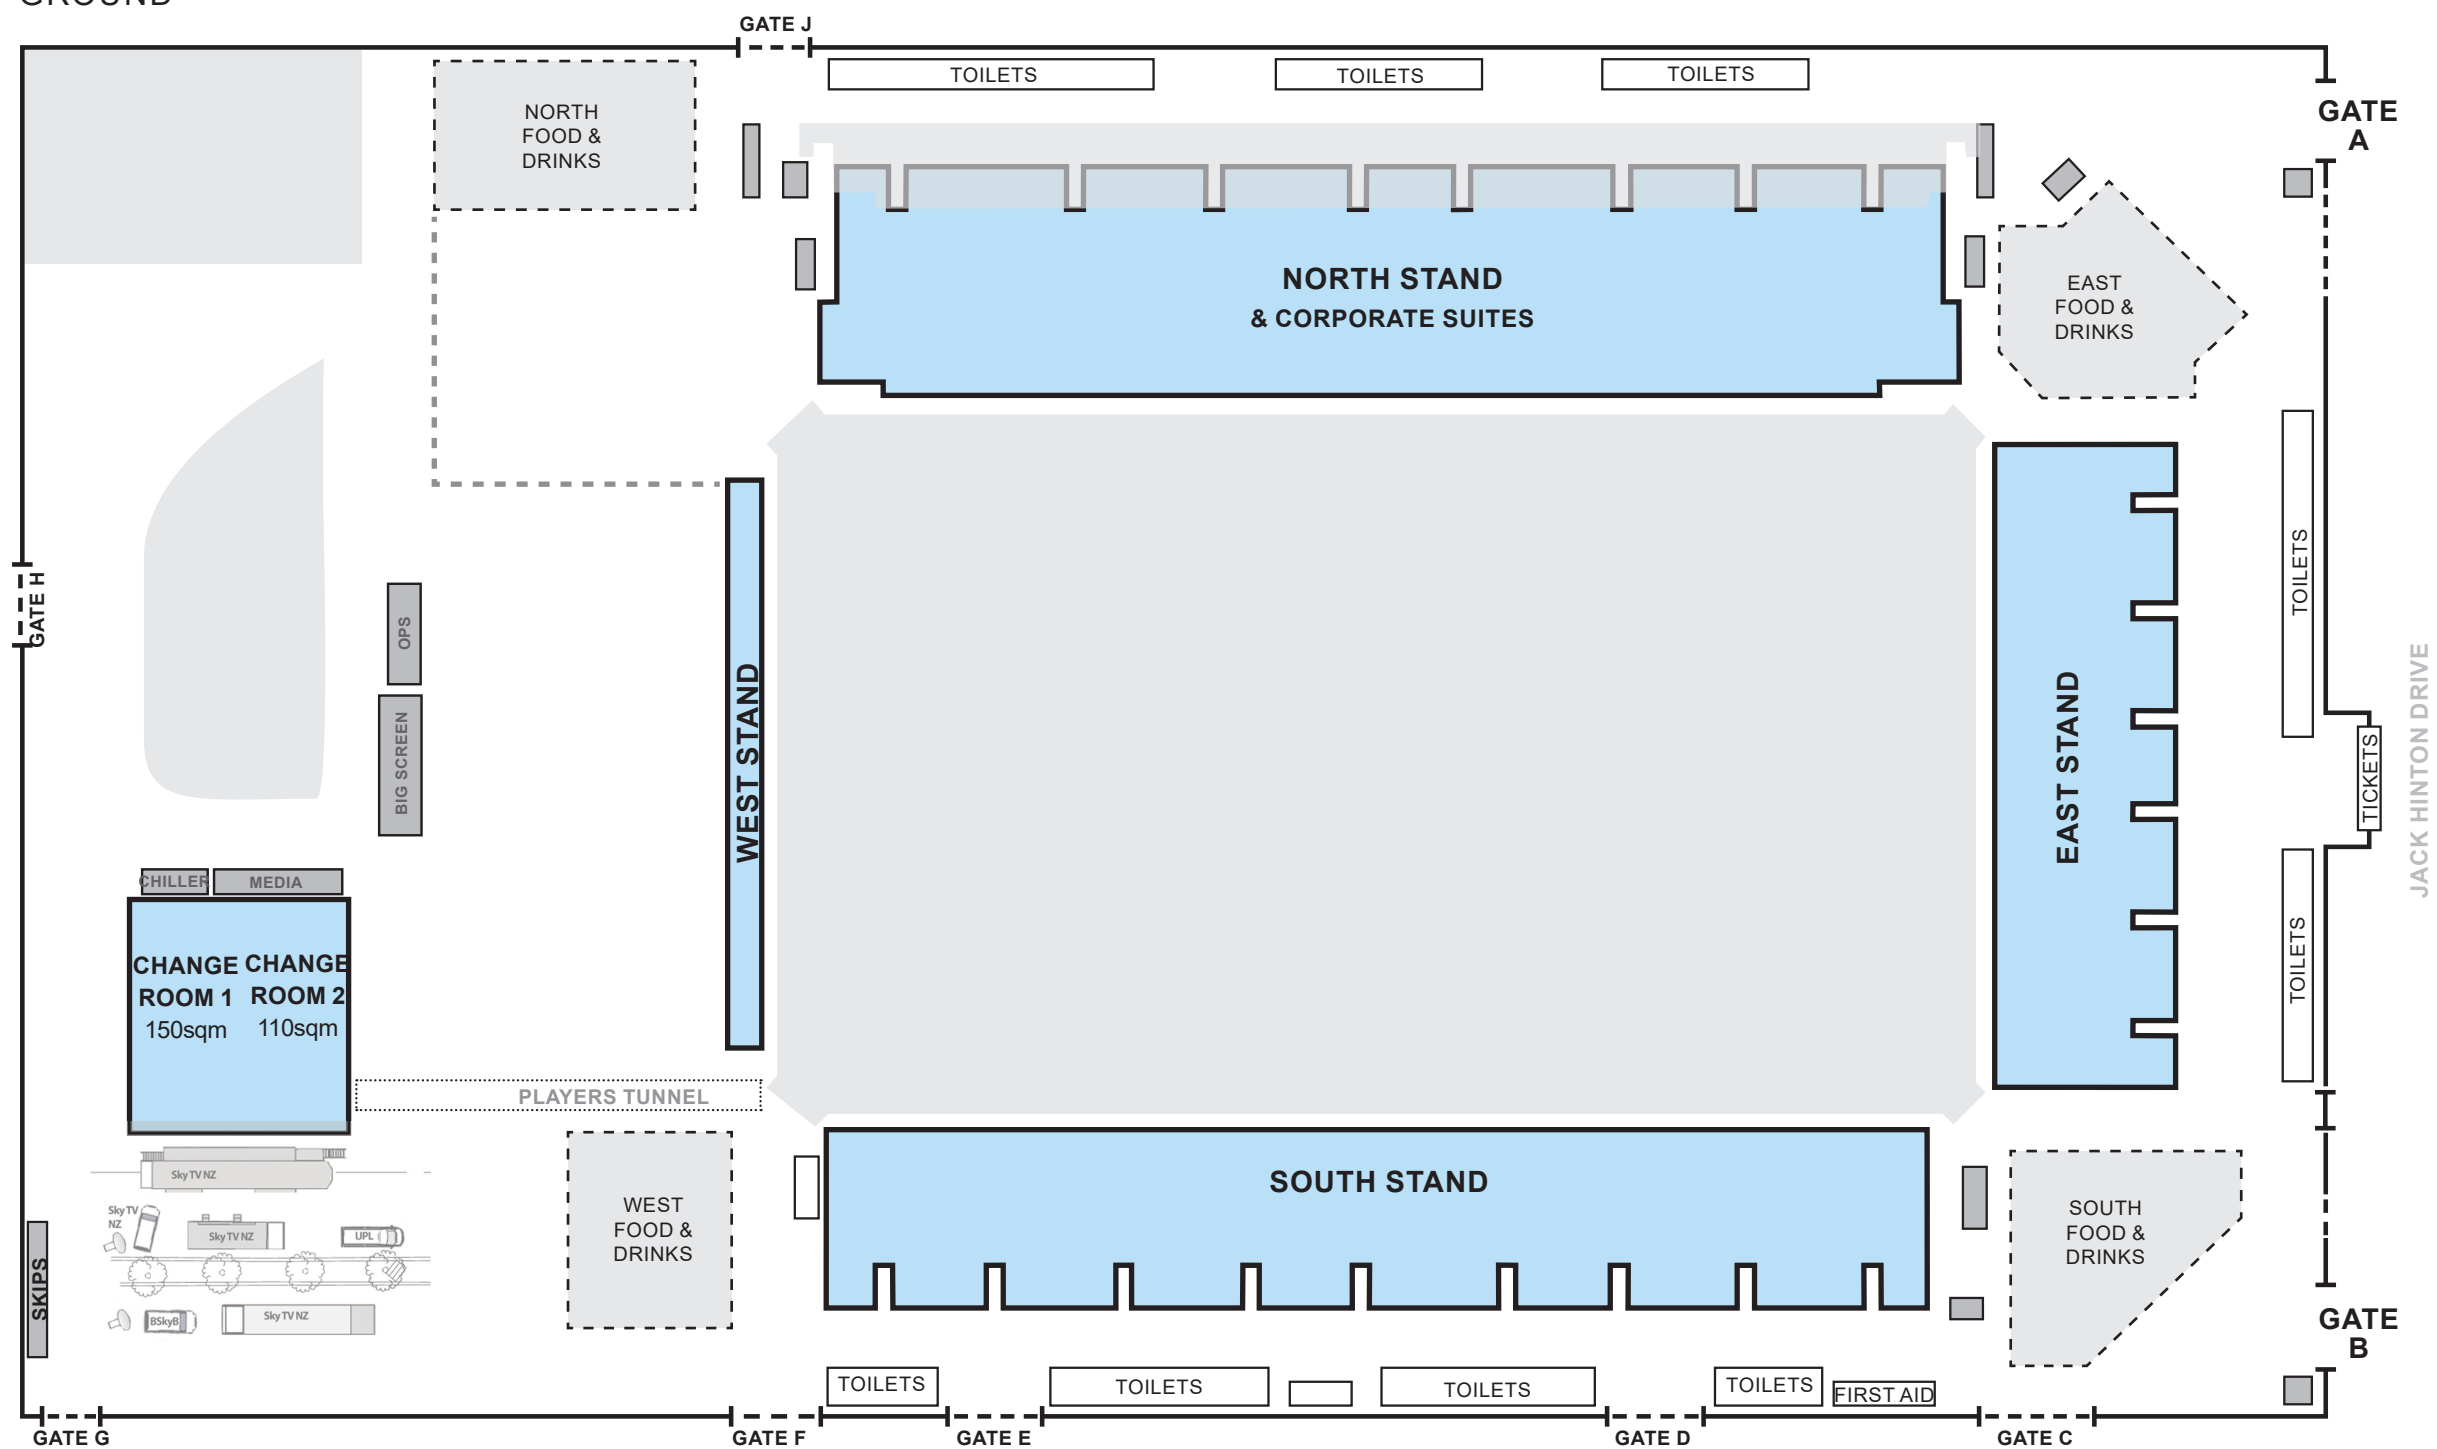 GROUND
GATE J
TOILETS
TOILETS
TOILETS
GATE
A
NORTH
FOOD &
DRINKS
NORTH STAND
& CORPORATE SUITES
EAST
FOOD &
DRINKS
GATE H
OPS
BIG SCREEN
WEST STAND
EAST STAND
TOILETS
TICKETS
JACK HINTON DRIVE
TOILETS
CHILLER
MEDIA
CHANGE
ROOM 1
150sqm
CHANGE
ROOM 2
110sqm
PLAYERS TUNNEL
SOUTH STAND
WEST
FOOD &
DRINKS
SOUTH
FOOD &
DRINKS
Sky TV NZ
Sky TV
NZ
Sky TV NZ
UPL
SKIPS
BSkyB
Sky TV NZ
GATE
B
TOILETS
TOILETS
TOILETS
TOILETS
FIRST AID
GATE G
GATE F
GATE E
GATE D
GATE C